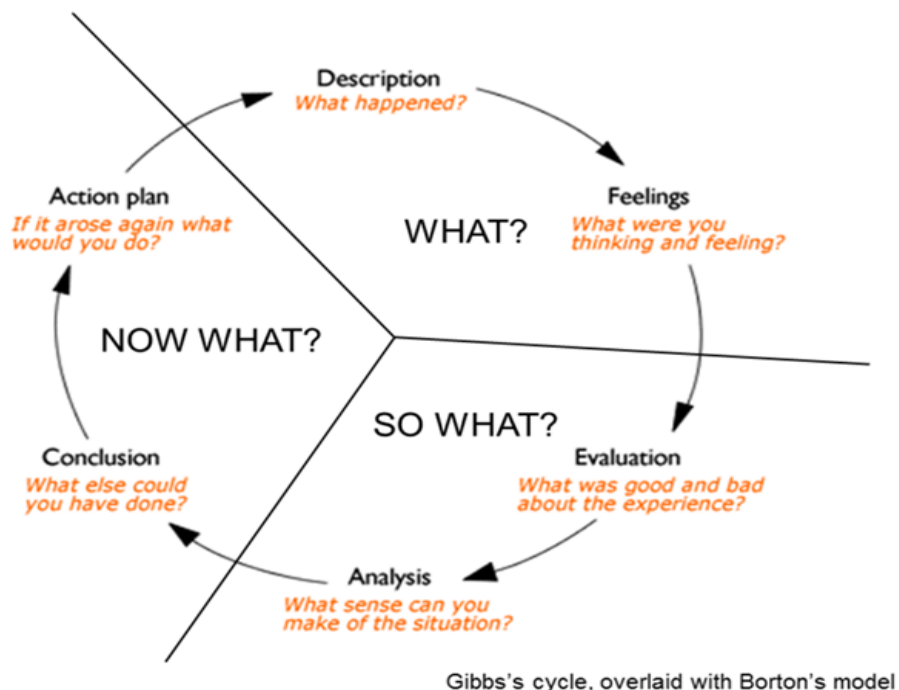 Description
What happened?
Feelings
What were you
thinking and feeling?
WHAT?
Action plan
If it arose again what
would you do?
NOW WHAT?
SO WHAT?
Evaluation
What was good and bad
about the experience?
Conclusion
What else could
you have done?
Analysis
What sense can you
make of the situation?
Gibbs's cycle, overlaid with Borton's model